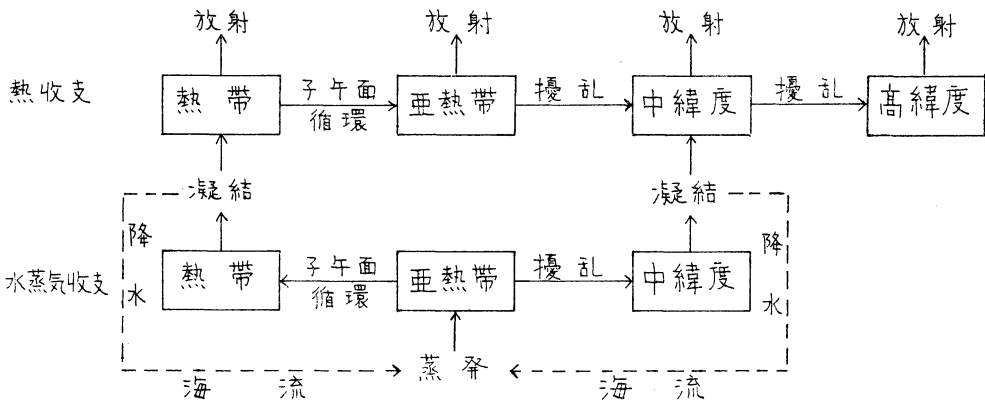 放射 放射 放射 放射
熱収支 熱帯 子午面循環 亜熱帯 擾乱 中緯度 擾乱 高緯度
凝結 凝結
降水 降水
水蒸気収支 熱帯 子午面循環 亜熱帯 擾乱 中緯度
蒸発
海流 海流